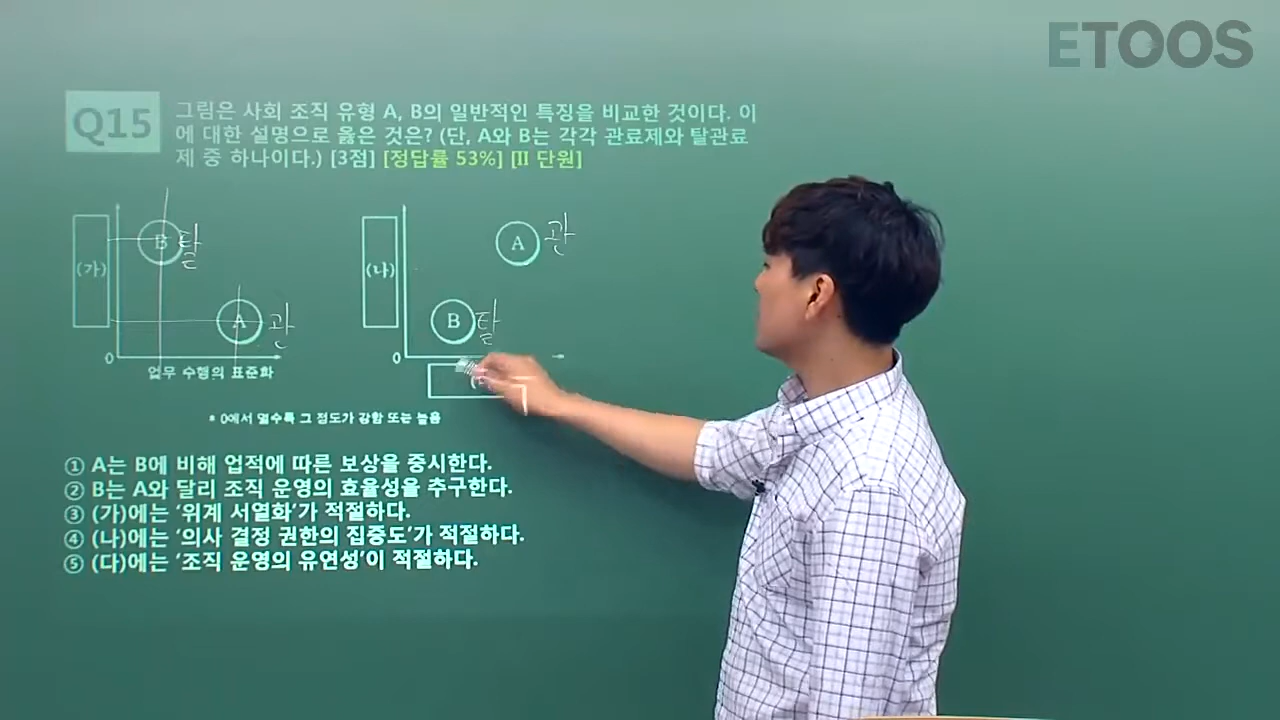 ETOOS
Q15
그림은 사회 조직 유형 A, B의 일반적인 특징을 비교한 것이다. 이
에 대한 설명으로 옳은 것은? (단, A와 B는 각각 관료제와 탈관료
제 중 하나이다.) [3점] [정답률 53%] [II 단원]
(가)
B 탈
A 관
0
업무 수행의 표준화
(나)
A 관
B 탈
0
* 0에서 멀수록 그 정도가 강함 또는 높음
① A는 B에 비해 업적에 따른 보상을 중시한다.
② B는 A와 달리 조직 운영의 효율성을 추구한다.
③ (가)에는 ‘위계 서열화’가 적절하다.
④ (나)에는 ‘의사 결정 권한의 집중도’가 적절하다.
⑤ (다)에는 ‘조직 운영의 유연성’이 적절하다.